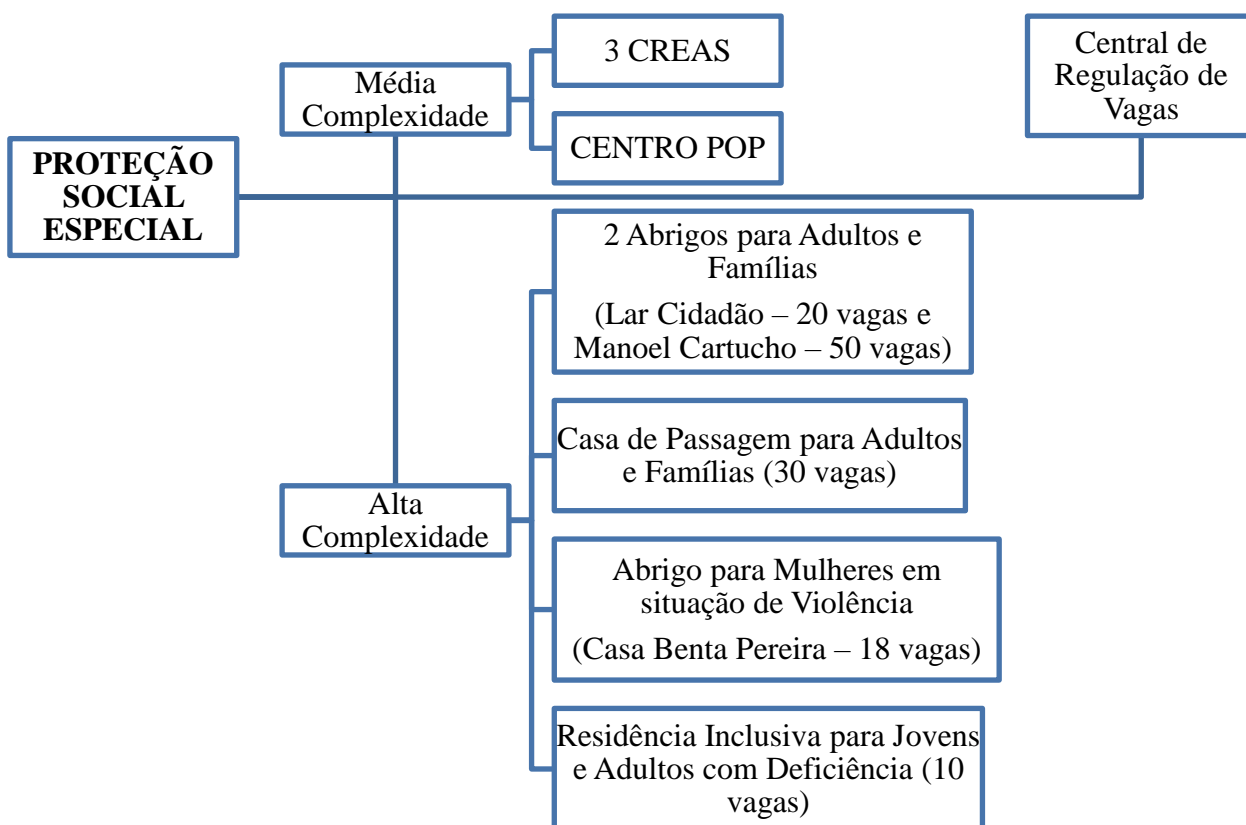 PROTEÇÃO
SOCIAL
ESPECIAL
Média
Complexidade
3 CREAS
CENTRO POP
Central de
Regulação de
Vagas
Alta
Complexidade
2 Abrigos para Adultos e
Famílias
(Lar Cidadão – 20 vagas e
Manoel Cartucho – 50 vagas)
Casa de Passagem para Adultos
e Famílias (30 vagas)
Abrigo para Mulheres em
situação de Violência
(Casa Benta Pereira – 18 vagas)
Residência Inclusiva para Jovens
e Adultos com Deficiência (10
vagas)